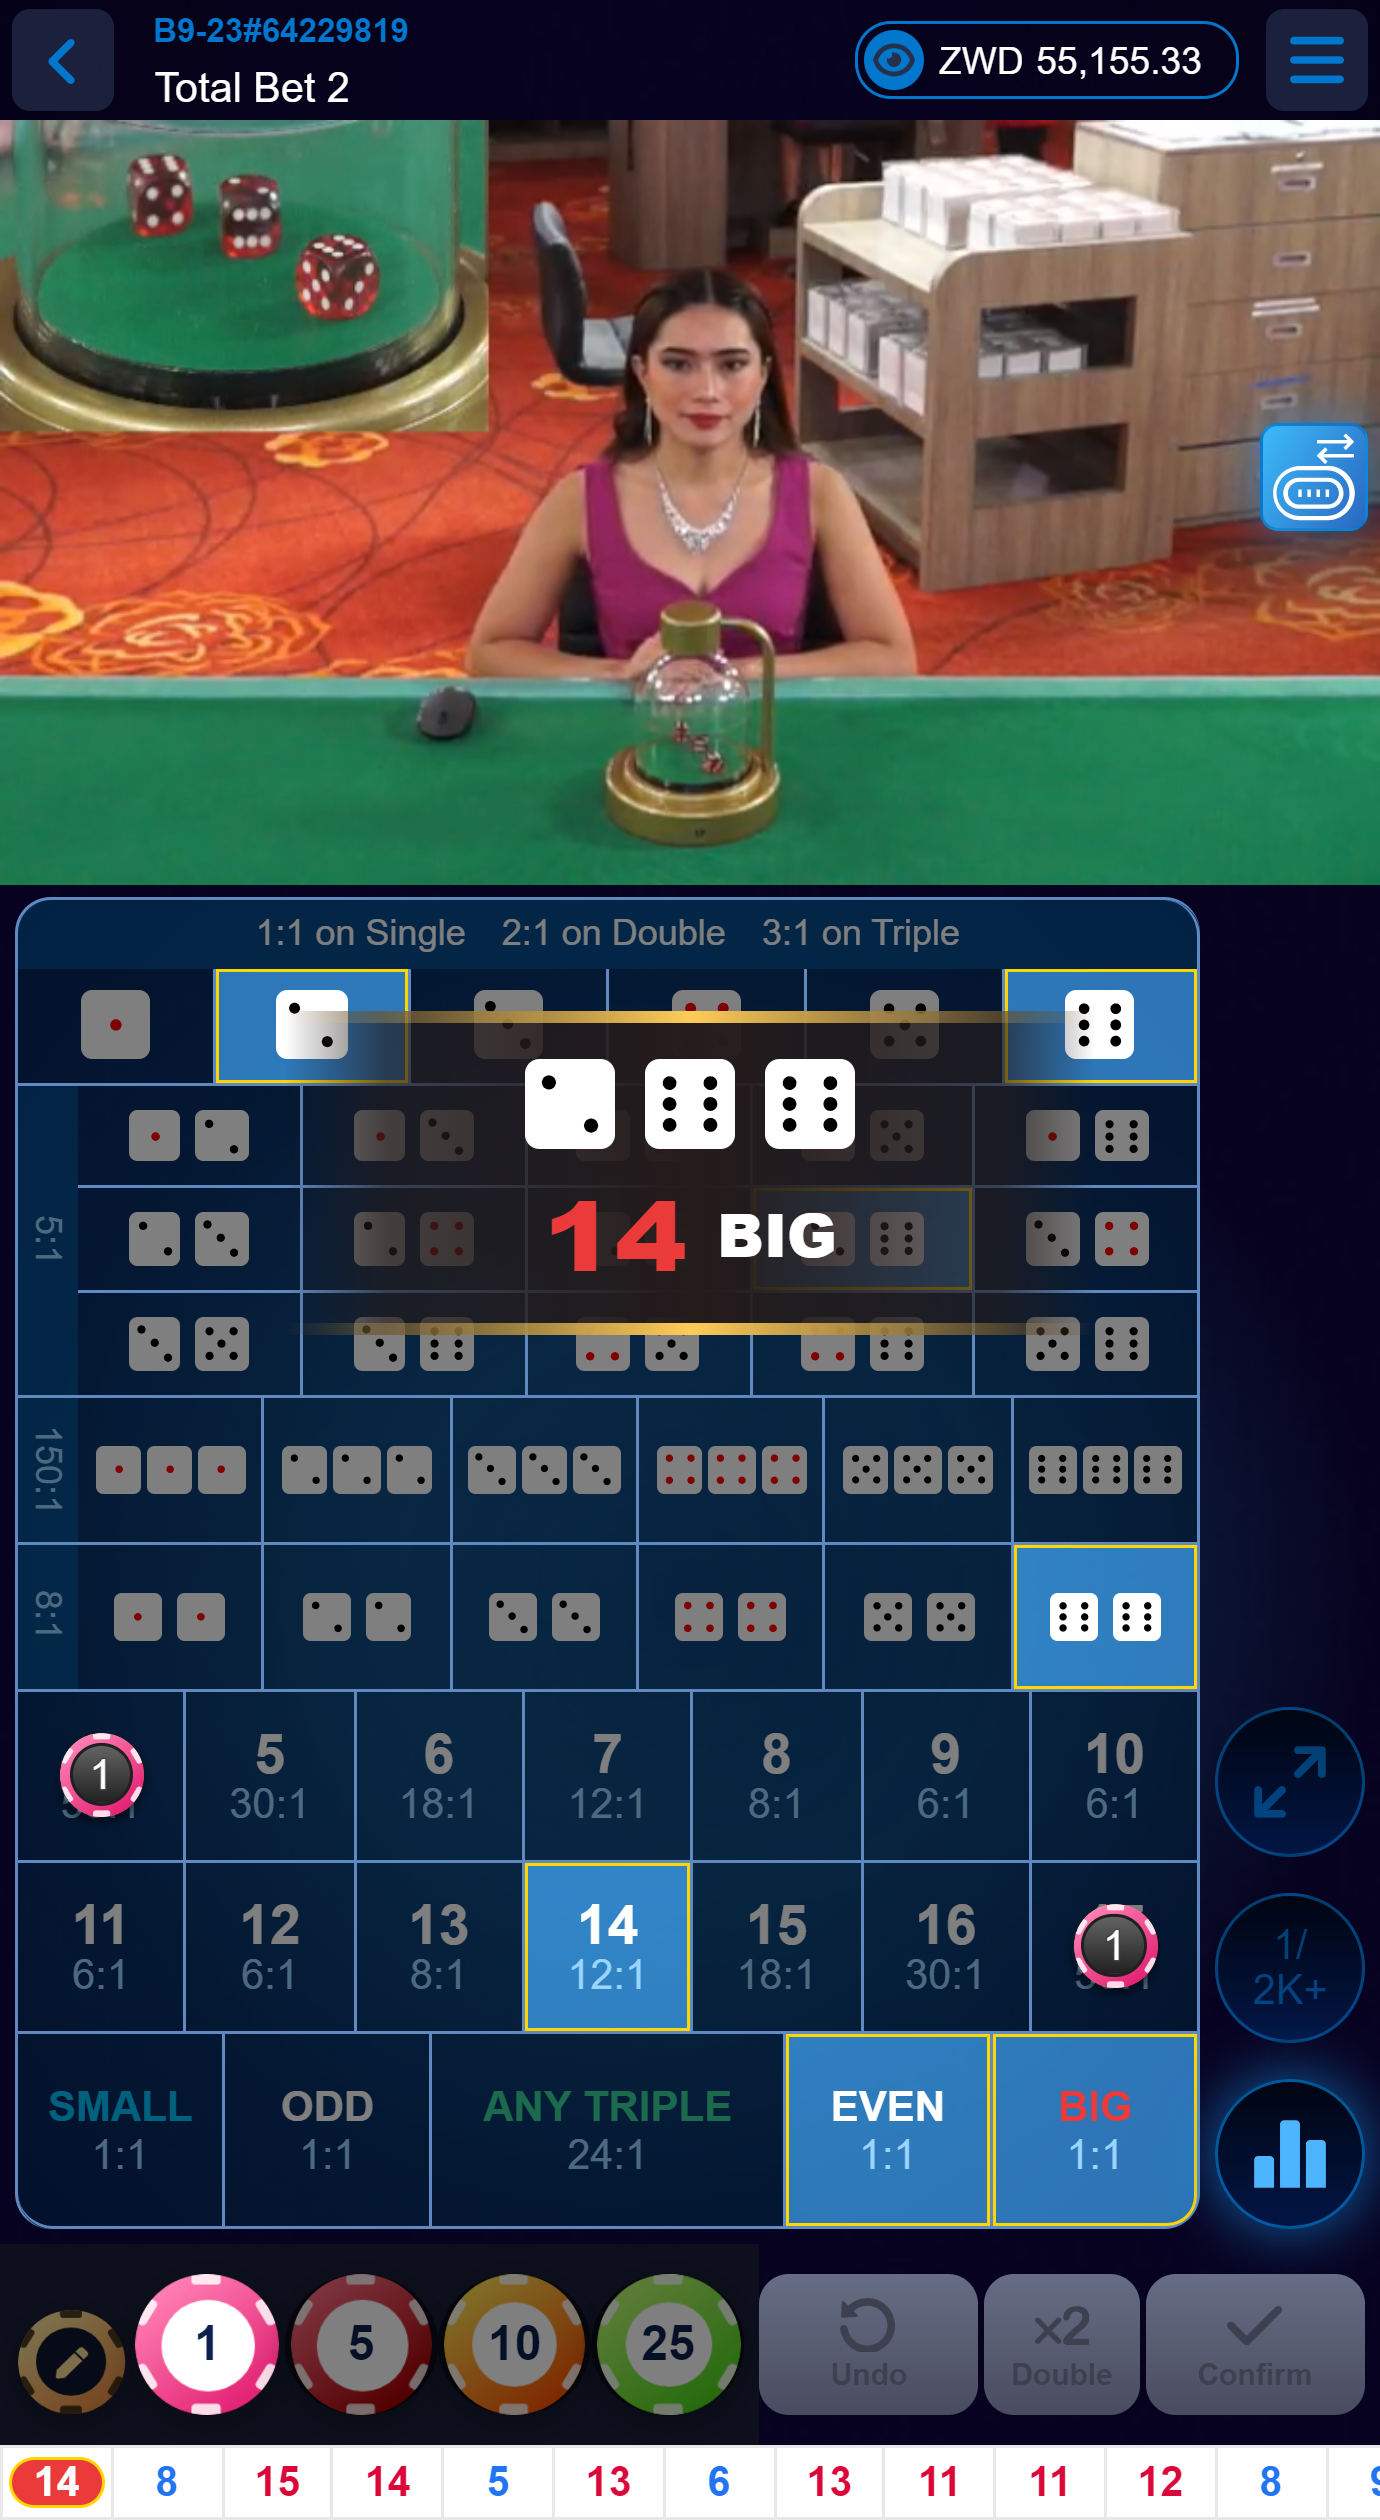 B9-23#64229819
Total Bet 2
ZWD 55,155.33
1:1 on Single 2:1 on Double 3:1 on Triple
14 BIG
5:1
150:1
8:1
1
5 6 7 8 9 10
30:1 18:1 12:1 8:1 6:1 6:1
11 12 13 14 15 16
1
6:1 6:1 8:1 12:1 18:1 30:1
1/
2K+
SMALL ODD ANY TRIPLE EVEN BIG
1:1 1:1 24:1 1:1 1:1
1 5 10 25
x2
Undo Double Confirm
14 8 15 14 5 13 6 13 11 11 12 8